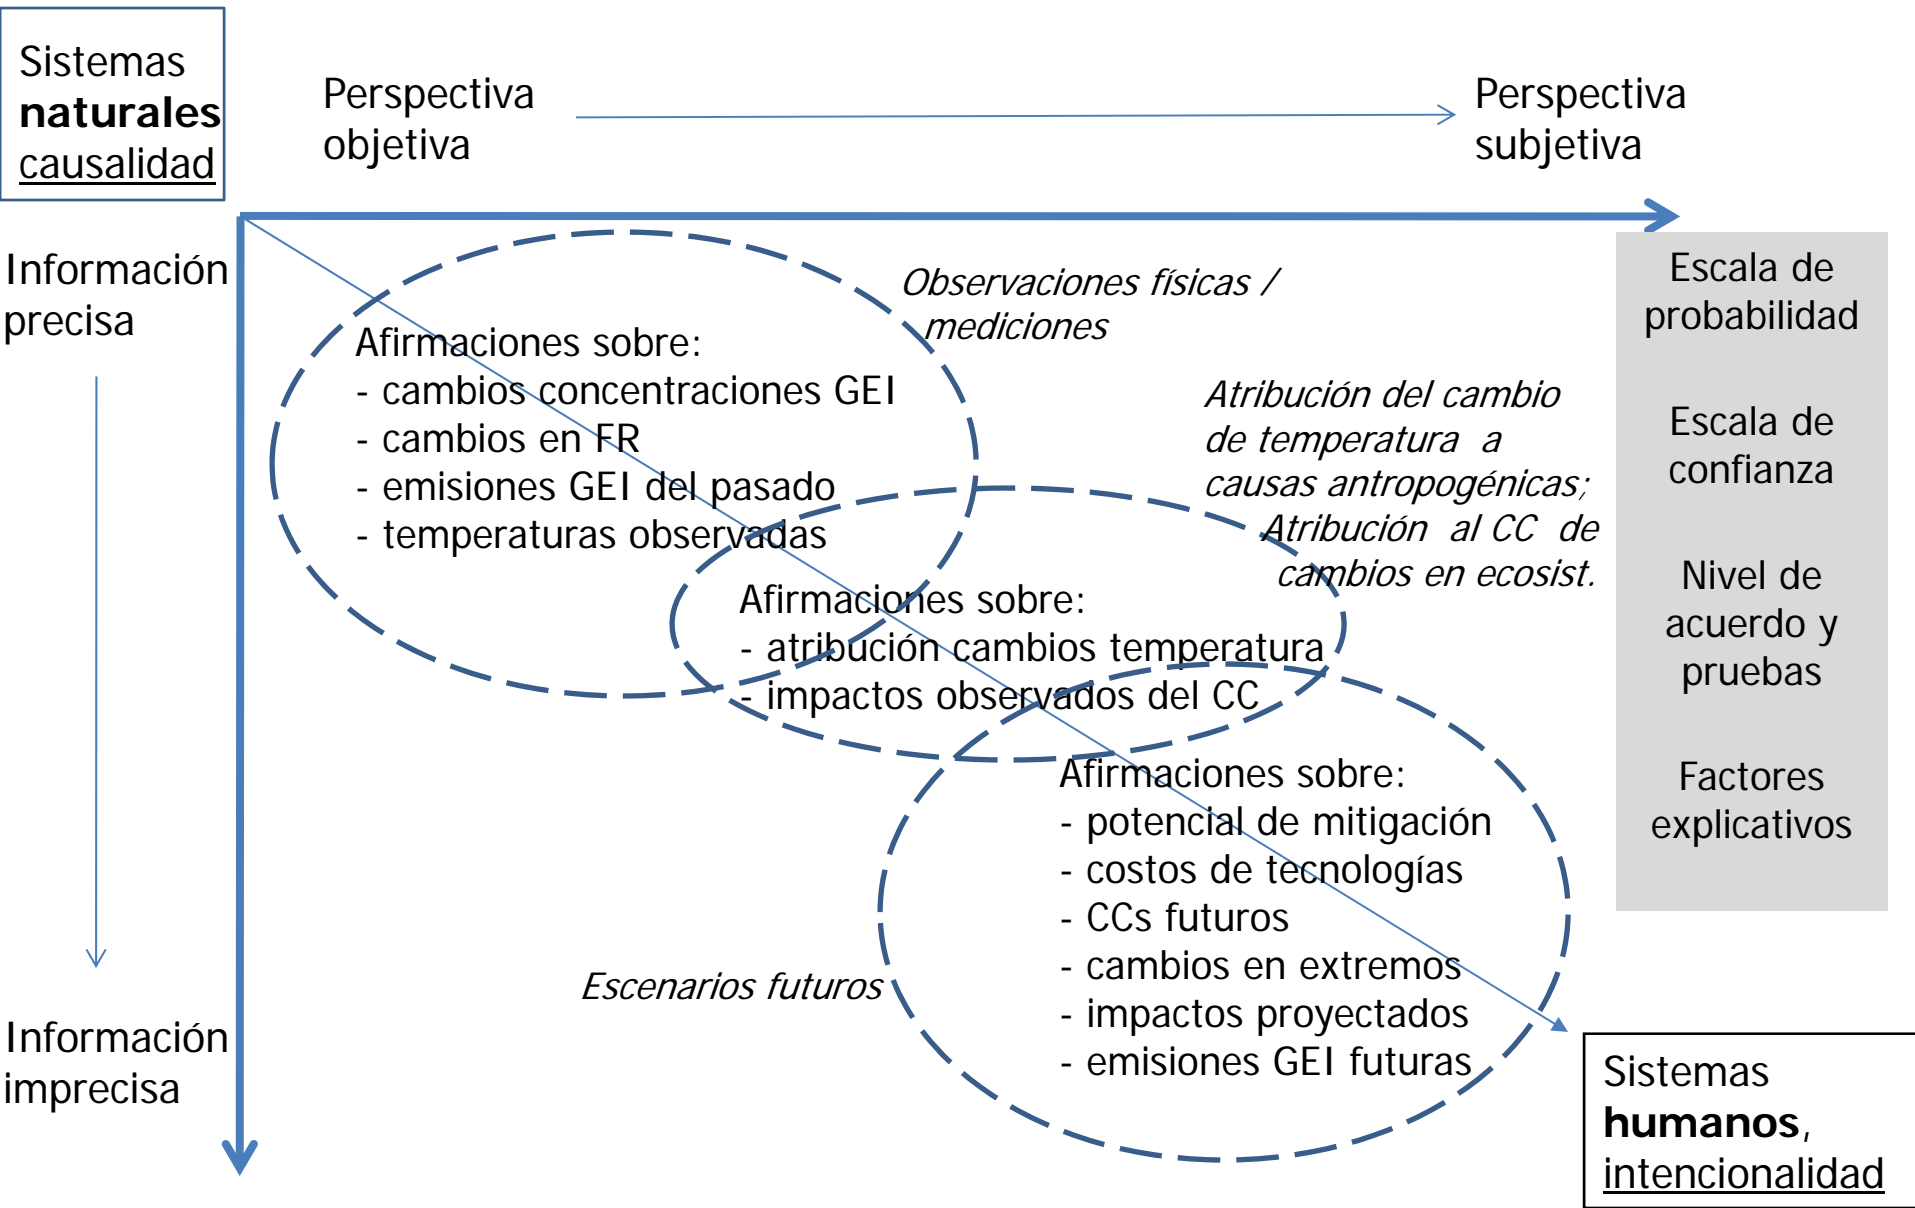 Sistemas
naturales
causalidad
Perspectiva
objetiva
Perspectiva
subjetiva
Información
precisa
Información
imprecisa
Observaciones físicas /
mediciones
Afirmaciones sobre:
- cambios concentraciones GEI
- cambios en FR
- emisiones GEI del pasado
- temperaturas observadas
Atribución del cambio
de temperatura a
causas antropogénicas;
Atribución al CC de
cambios en ecosist.
Afirmaciones sobre:
- atribución cambios temperatura
- impactos observados del CC
Afirmaciones sobre:
- potencial de mitigación
- costos de tecnologías
- CCs futuros
- cambios en extremos
- impactos proyectados
- emisiones GEI futuras
Escenarios futuros
Escala de
probabilidad
Escala de
confianza
Nivel de
acuerdo y
pruebas
Factores
explicativos
Sistemas
humanos,
intencionalidad